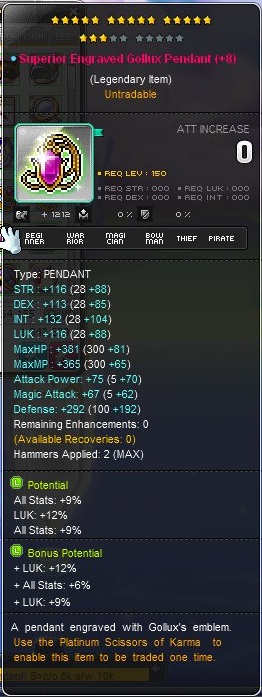 Superior Engraved Gollux Pendant (+8)
(Legendary Item)
Untradable
ATT INCREASE
0
REQ LEV : 150
REQ STR : 000 REQ LUK : 000
REQ DEX : 000 REQ INT : 000
+ 1212 0 % 0 %
BEGINNER WARRIOR MAGICIAN BOWMAN THIEF PIRATE
Type: PENDANT
STR : +116 (28 +88)
DEX : +113 (28 +85)
INT : +132 (28 +104)
LUK : +116 (28 +88)
MaxHP : +381 (300 +81)
MaxMP : +365 (300 +65)
Attack Power: +75 (5 +70)
Magic Attack: +67 (5 +62)
Defense: +292 (100 +192)
Remaining Enhancements: 0
(Available Recoveries: 0)
Hammers Applied: 2 (MAX)
L Potential
All Stats: +9%
LUK: +12%
All Stats: +9%
L Bonus Potential
+ LUK: +12%
+ All Stats: +6%
+ LUK: +9%
A pendant engraved with Gollux's emblem.
Use the Platinum Scissors of Karma to
enable this item to be traded one time.